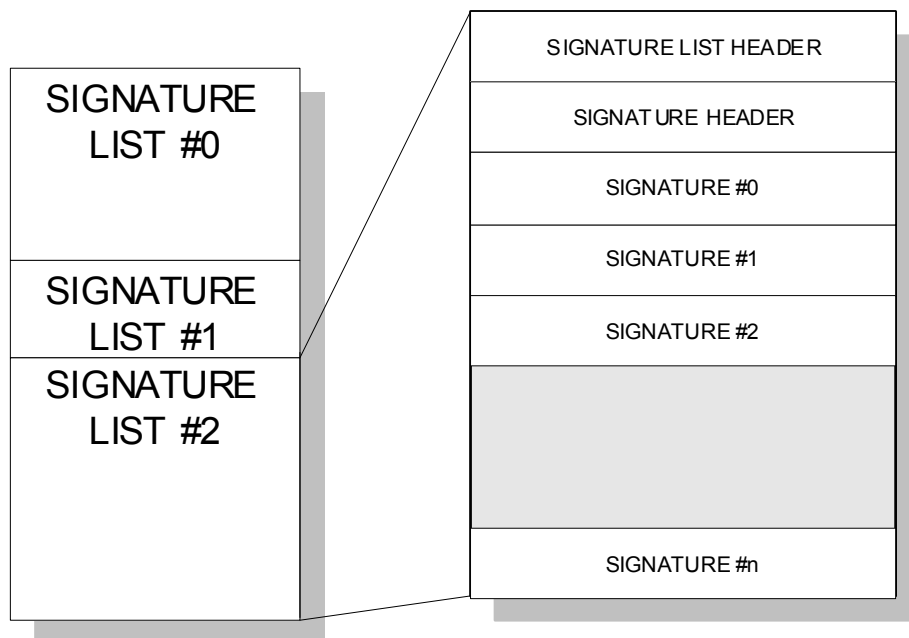 SIGNATURE
LIST #0
SIGNATURE
LIST #1
SIGNATURE
LIST #2
SIGNATURE LIST HEADER
SIGNATURE HEADER
SIGNATURE #0
SIGNATURE #1
SIGNATURE #2
SIGNATURE #n